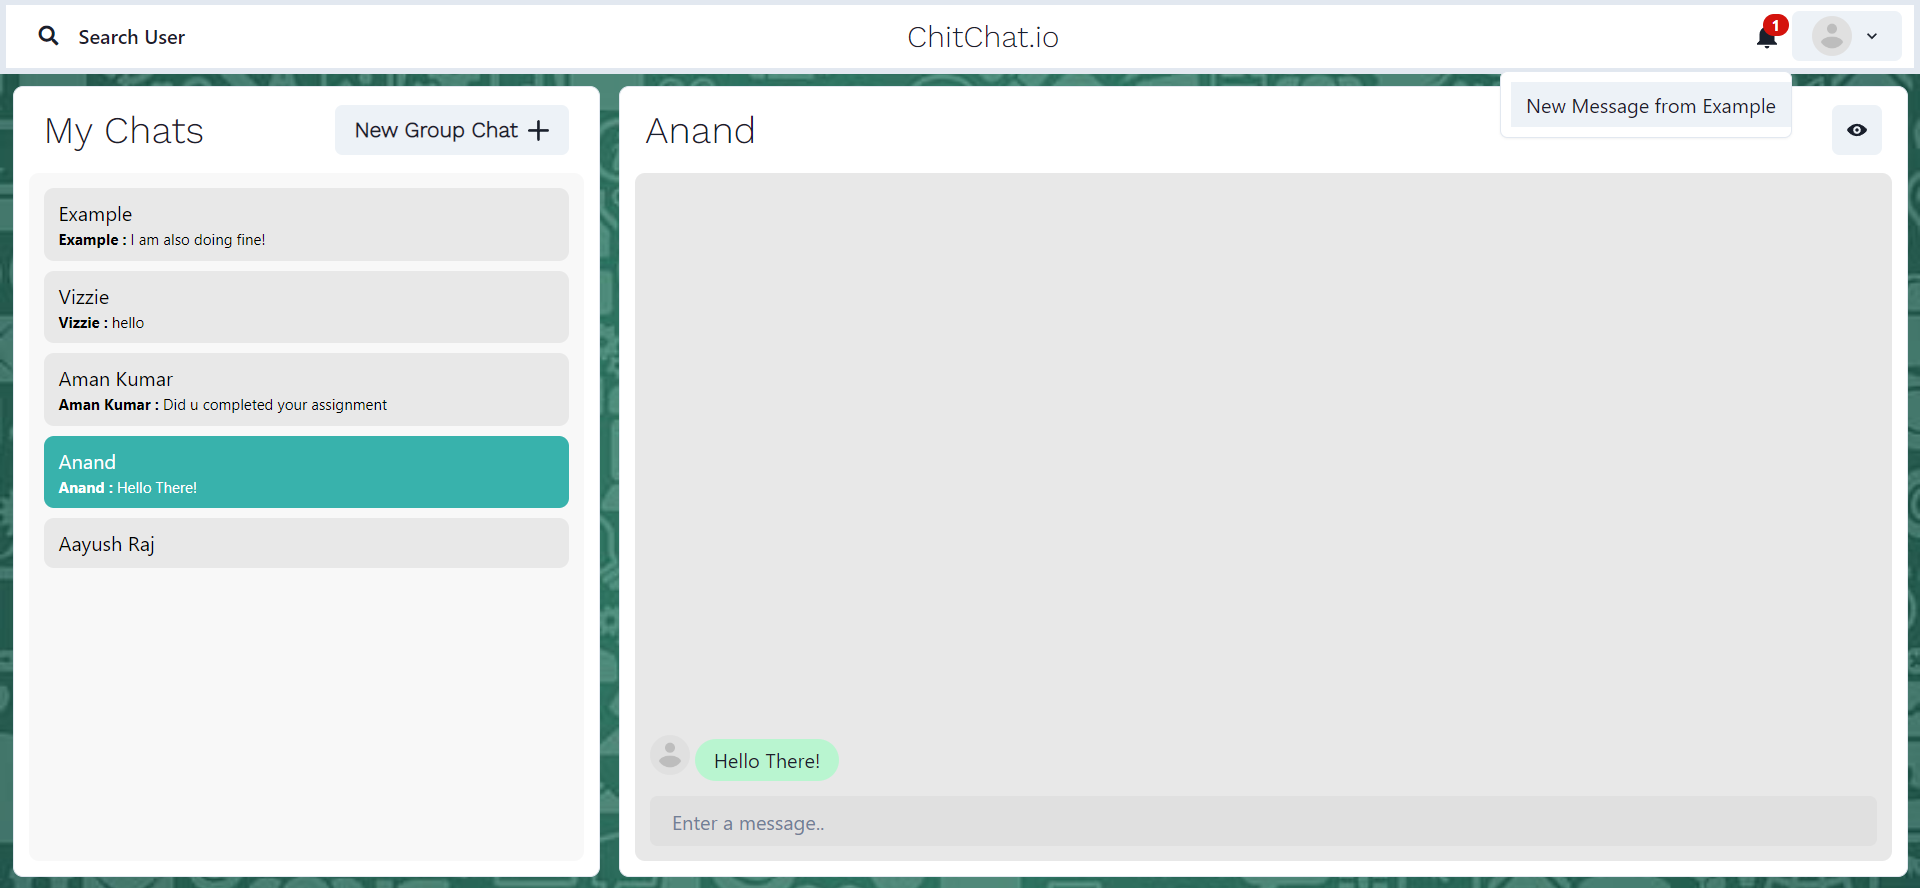 Search User
ChitChat.io
1
New Message from Example
My Chats
New Group Chat
Example
Example : I am also doing fine!
Vizzie
Vizzie : hello
Aman Kumar
Aman Kumar : Did u completed your assignment
Anand
Anand : Hello There!
Aayush Raj
Anand
Hello There!
Enter a message..